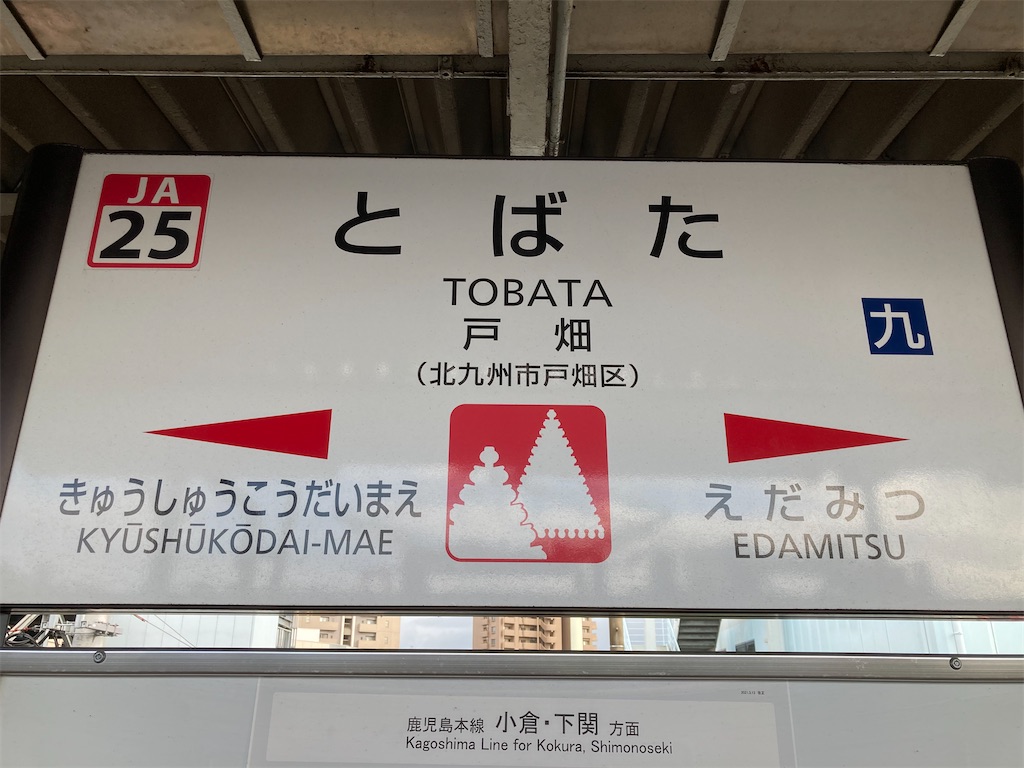 JA
25
とばた
TOBATA
戸畑
九
（北九州市戸畑区）
きゅうしゅうこうだいまえ
KYŪSHŪKŌDAI-MAE
えだみつ
EDAMITSU
鹿児島本線 小倉・下関 方面
Kagoshima Line for Kokura, Shimonoseki